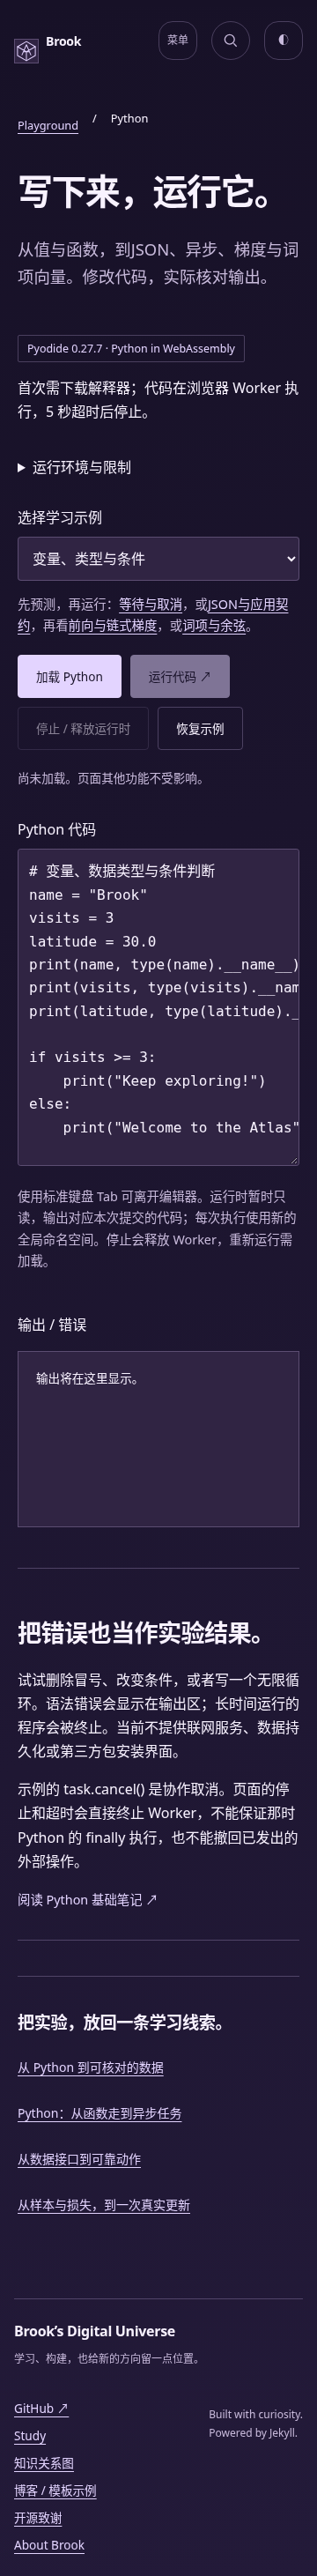 Brook
菜单
Playground / Python
写下来，运行它。
从值与函数，到JSON、异步、梯度与词
项向量。修改代码，实际核对输出。
Pyodide 0.27.7 · Python in WebAssembly
首次需下载解释器；代码在浏览器 Worker 执
行，5 秒超时后停止。
▶ 运行环境与限制
选择学习示例
变量、类型与条件
先预测，再运行：等待与取消，或JSON与应用契
约，再看前向与链式梯度，或词项与余弦。
加载 Python
运行代码 ↗
停止 / 释放运行时
恢复示例
尚未加载。页面其他功能不受影响。
Python 代码
# 变量、数据类型与条件判断
name = "Brook"
visits = 3
latitude = 30.0
print(name, type(name).__name__)
print(visits, type(visits).__nam
print(latitude, type(latitude)._
if visits >= 3:
    print("Keep exploring!")
else:
    print("Welcome to the Atlas"
使用标准键盘 Tab 可离开编辑器。运行时暂时只
读，输出对应本次提交的代码；每次执行使用新的
全局命名空间。停止会释放 Worker，重新运行需
加载。
输出 / 错误
输出将在这里显示。
把错误也当作实验结果。
试试删除冒号、改变条件，或者写一个无限循
环。语法错误会显示在输出区；长时间运行的
程序会被终止。当前不提供联网服务、数据持
久化或第三方包安装界面。
示例的 task.cancel() 是协作取消。页面的停
止和超时会直接终止 Worker，不能保证那时
Python 的 finally 执行，也不能撤回已发出的
外部操作。
阅读 Python 基础笔记 ↗
把实验，放回一条学习线索。
从 Python 到可核对的数据
Python：从函数走到异步任务
从数据接口到可靠动作
从样本与损失，到一次真实更新
Brook’s Digital Universe
学习、构建，也给新的方向留一点位置。
GitHub ↗
Study
知识关系图
博客 / 模板示例
开源致谢
About Brook
Built with curiosity.
Powered by Jekyll.